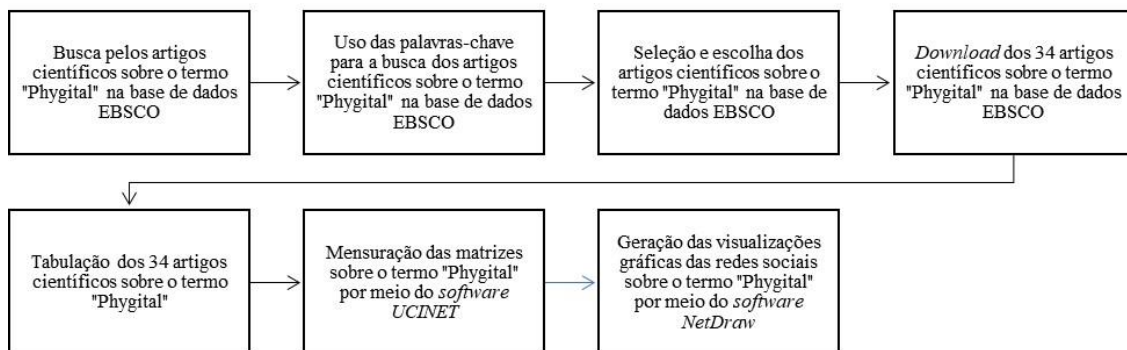 Busca pelos artigos
científicos sobre o termo
"Phygital" na base de dados
EBSCO
Uso das palavras-chave
para a busca dos artigos
científicos sobre o termo
"Phygital" na base de dados
EBSCO
Seleção e escolha dos
artigos científicos sobre o
termo "Phygital" na base de
dados EBSCO
Download dos 34 artigos
científicos sobre o termo
"Phygital" na base de dados
EBSCO
Tabulação dos 34 artigos
científicos sobre o termo
"Phygital"
Mensuração das matrizes
sobre o termo "Phygital"
por meio do software
UCINET
Geração das visualizações
gráficas das redes sociais
sobre o termo "Phygital"
por meio do software
NetDraw